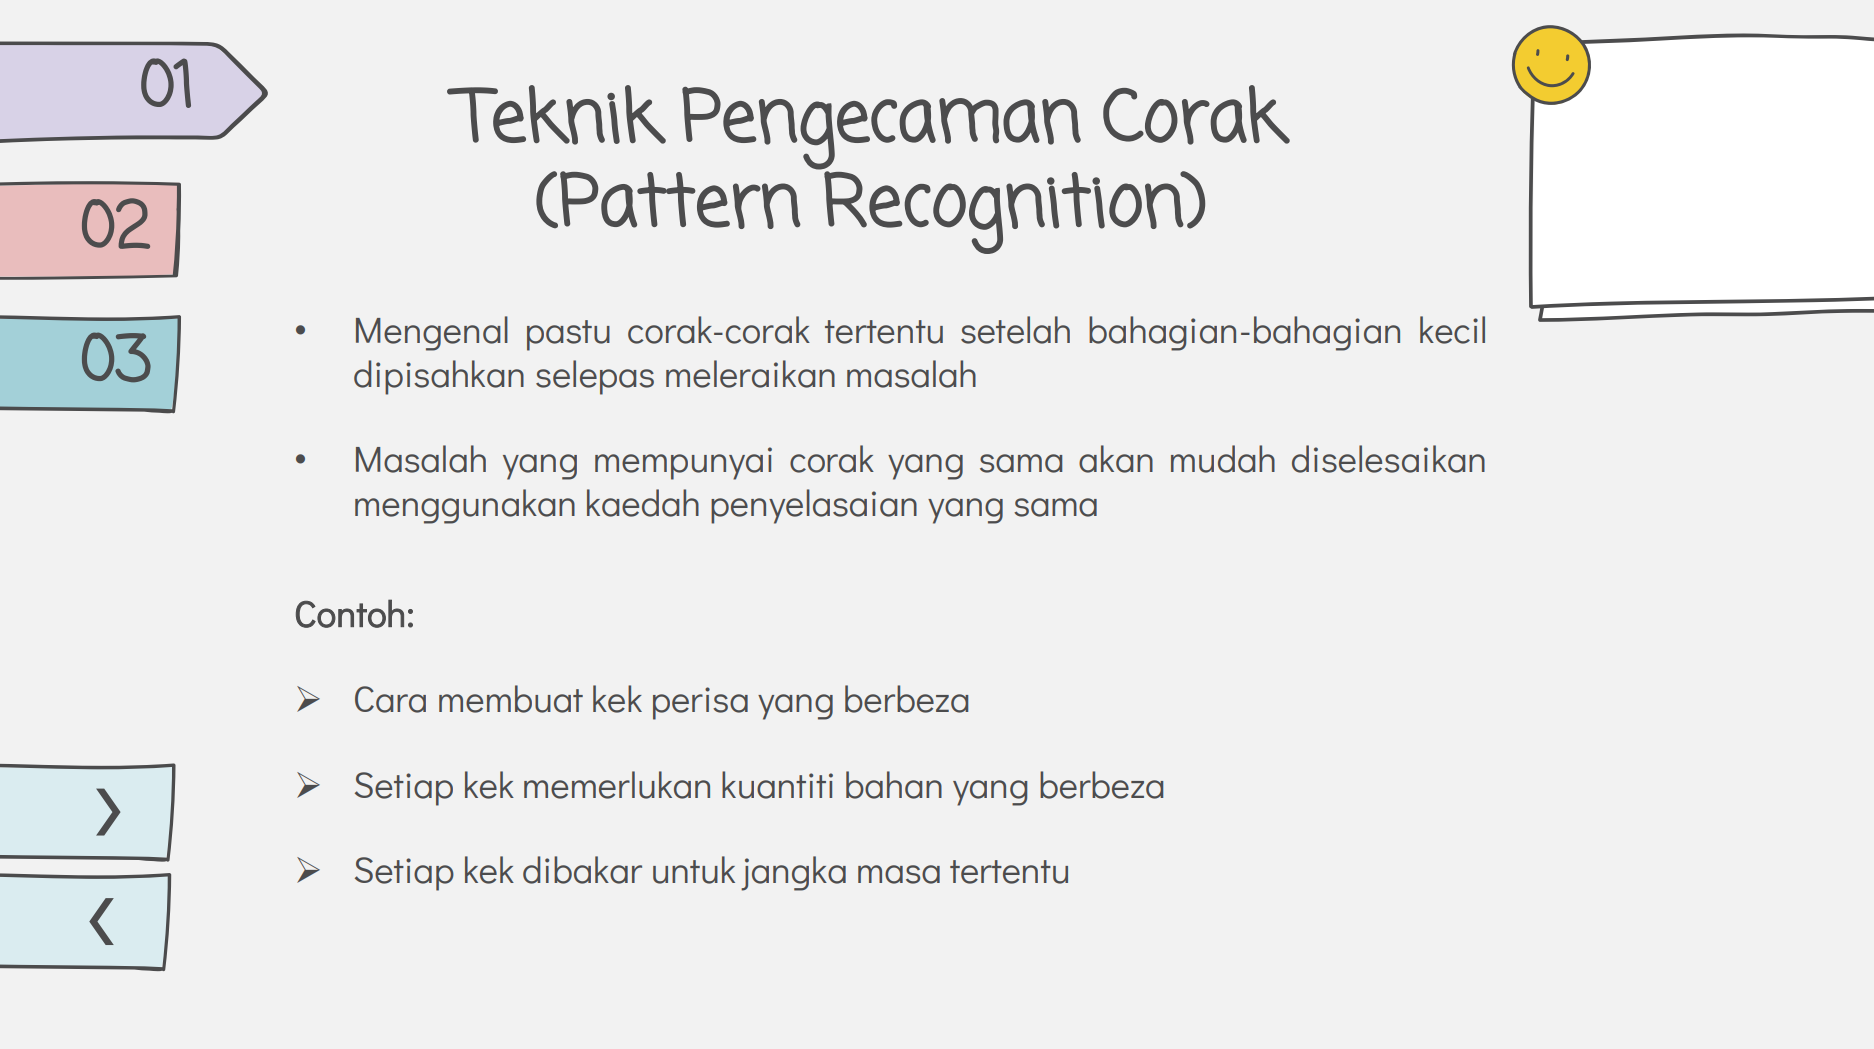 01
Teknik Pengecaman Corak
(Pattern Recognition)
02
03
• Mengenal pastu corak-corak tertentu setelah bahagian-bahagian kecil
dipisahkan selepas meleraikan masalah
• Masalah yang mempunyai corak yang sama akan mudah diselesaikan
menggunakan kaedah penyelasaian yang sama
Contoh:
➢ Cara membuat kek perisa yang berbeza
➢ Setiap kek memerlukan kuantiti bahan yang berbeza
➢ Setiap kek dibakar untuk jangka masa tertentu